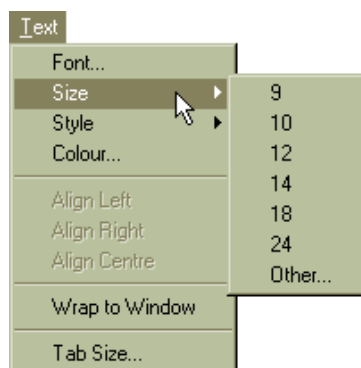 Text
Font...
Size
Style
Colour...
Align Left
Align Right
Align Centre
Wrap to Window
Tab Size...
9
10
12
14
18
24
Other...